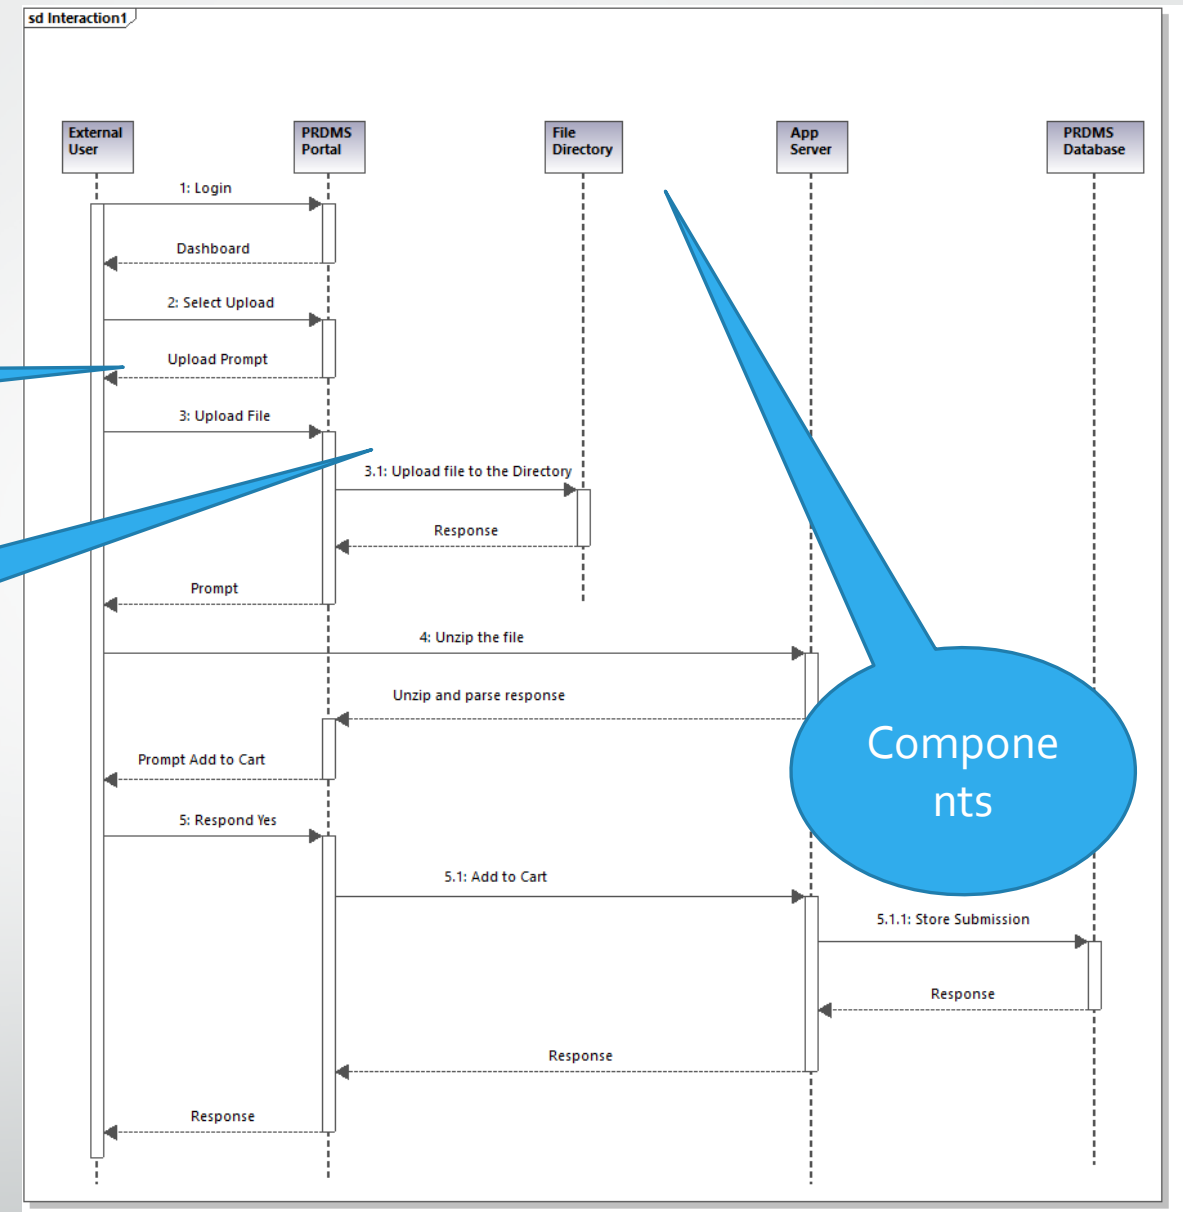 sd Interaction1
External
User
PRDMS
Portal
File
Directory
App
Server
PRDMS
Database
1: Login
Dashboard
2: Select Upload
Upload Prompt
3: Upload File
3.1: Upload file to the Directory
Response
Prompt
4: Unzip the file
Unzip and parse response
Prompt Add to Cart
Compone
nts
5: Respond Yes
5.1: Add to Cart
5.1.1: Store Submission
Response
Response
Response